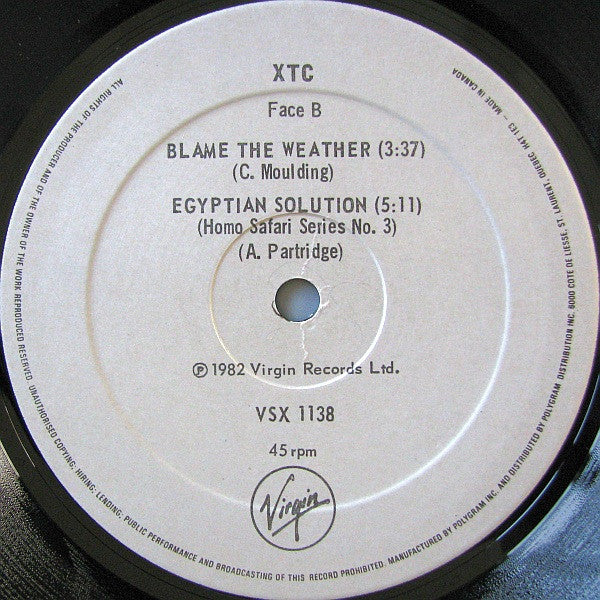 XTC
Face B
BLAME THE WEATHER (3:37)
(C. Moulding)
EGYPTIAN SOLUTION (5:11)
(Homo Safari Series No. 3)
(A. Partridge)
℗ 1982 Virgin Records Ltd.
VSX 1138
45 rpm
Virgin
ALL RIGHTS OF THE PRODUCER AND OF THE OWNER OF THE WORK REPRODUCED RESERVED. UNAUTHORISED COPYING, HIRING, LENDING, PUBLIC PERFORMANCE AND BROADCASTING OF THIS RECORD PROHIBITED. MANUFACTURED BY POLYGRAM INC. AND DISTRIBUTED BY POLYGRAM DISTRIBUTION INC. 6000 COTE DE LIESSE, ST. LAURENT, QUEBEC H4T 1E3 – MADE IN CANADA